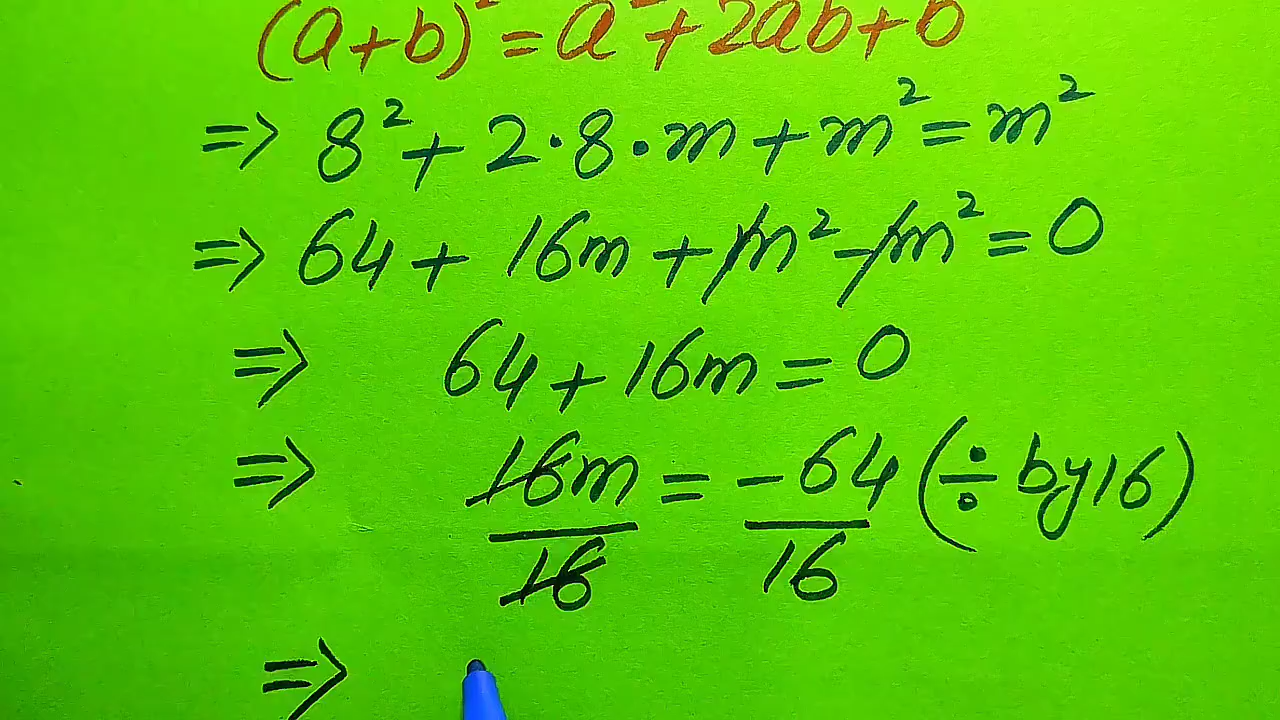 (a+b)² = a² + 2ab + b
=> 8² + 2·8·m + m² = m²
=> 64 + 16m + m² - m² = 0
=> 64 + 16m = 0
=> 16m/16 = -64/16 (÷ by 16)
=>